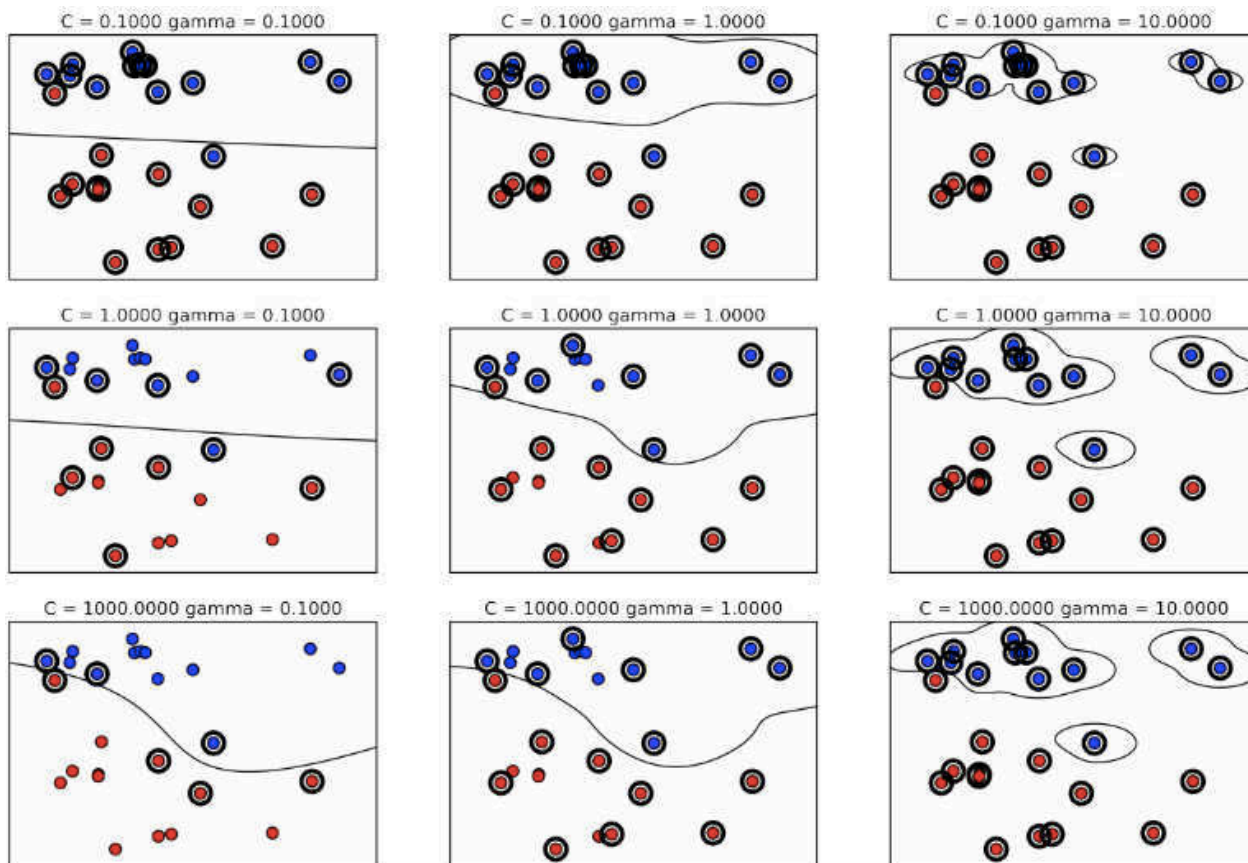 C = 0.1000 gamma = 0.1000
C = 0.1000 gamma = 1.0000
C = 0.1000 gamma = 10.0000
C = 1.0000 gamma = 0.1000
C = 1.0000 gamma = 1.0000
C = 1.0000 gamma = 10.0000
C = 1000.0000 gamma = 0.1000
C = 1000.0000 gamma = 1.0000
C = 1000.0000 gamma = 10.0000